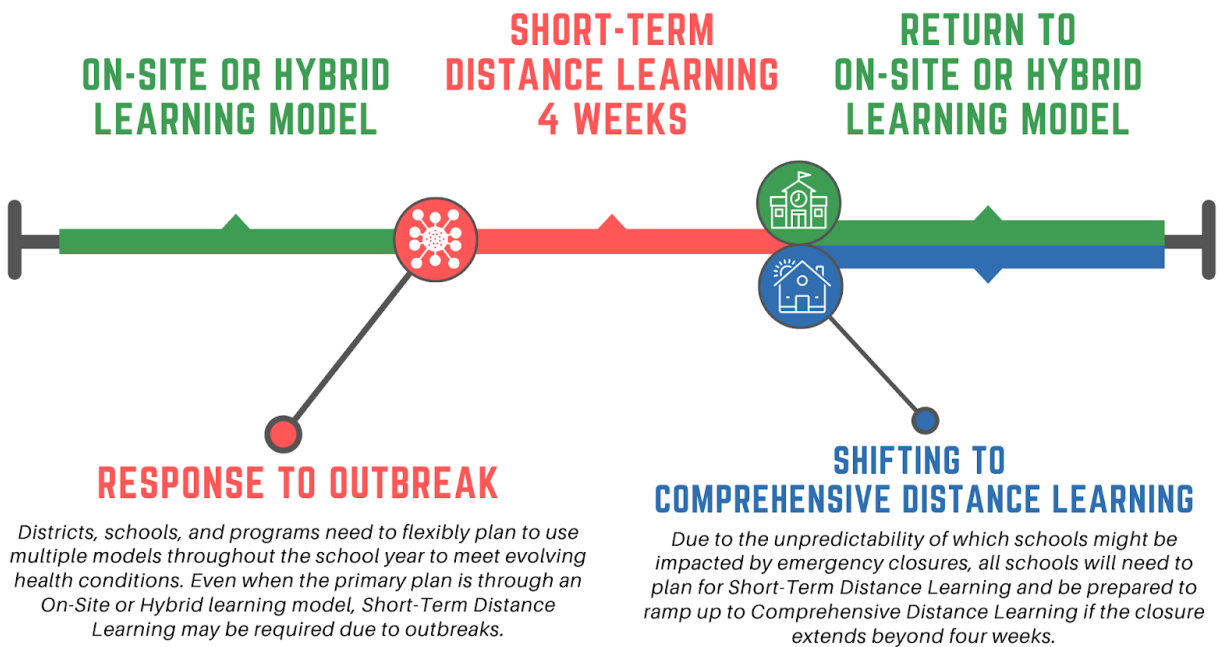 ON-SITE OR HYBRID
LEARNING MODEL
SHORT-TERM
DISTANCE LEARNING
4 WEEKS
RETURN TO
ON-SITE OR HYBRID
LEARNING MODEL
RESPONSE TO OUTBREAK
Districts, schools, and programs need to flexibly plan to use
multiple models throughout the school year to meet evolving
health conditions. Even when the primary plan is through an
On-Site or Hybrid learning model, Short-Term Distance
Learning may be required due to outbreaks.
SHIFTING TO
COMPREHENSIVE DISTANCE LEARNING
Due to the unpredictability of which schools might be
impacted by emergency closures, all schools will need to
plan for Short-Term Distance Learning and be prepared to
ramp up to Comprehensive Distance Learning if the closure
extends beyond four weeks.